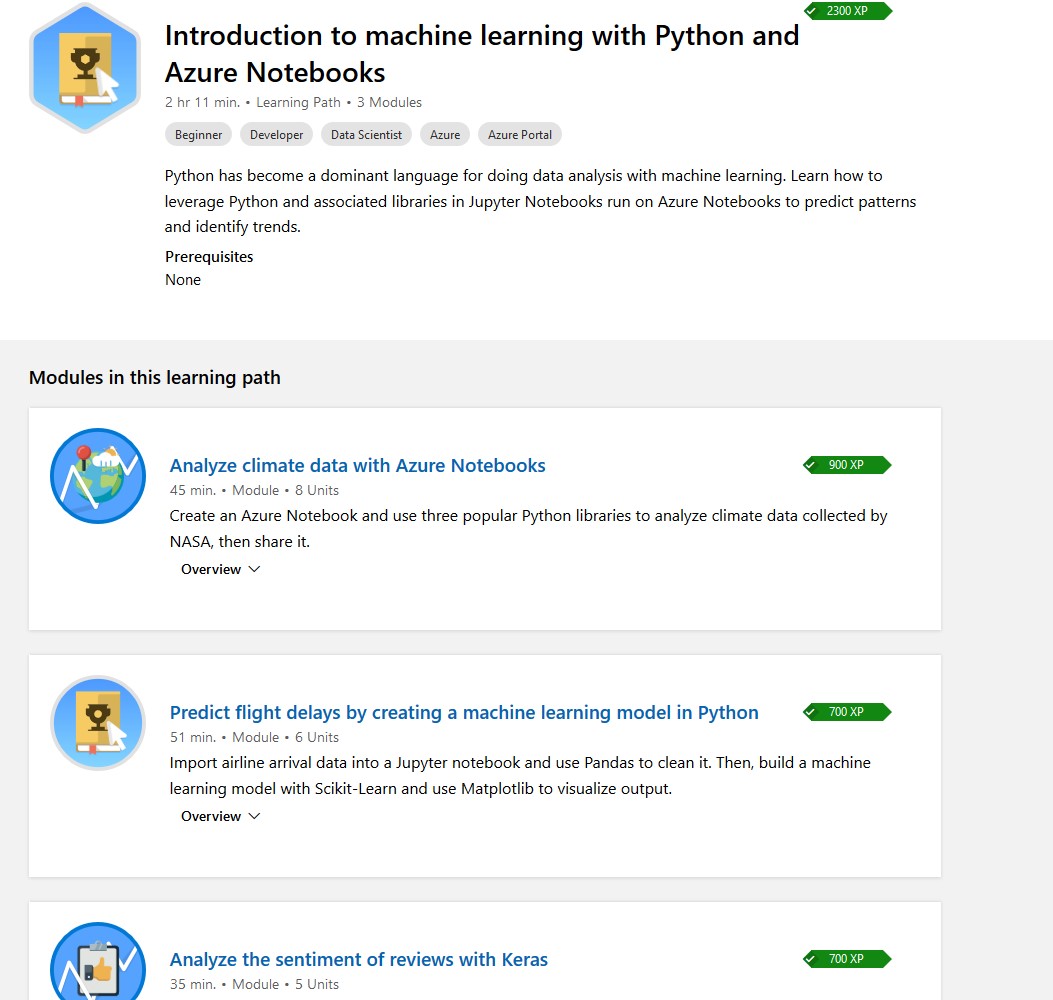 2300 XP
Introduction to machine learning with Python and
Azure Notebooks
2 hr 11 min. • Learning Path • 3 Modules
Beginner Developer Data Scientist Azure Azure Portal
Python has become a dominant language for doing data analysis with machine learning. Learn how to
leverage Python and associated libraries in Jupyter Notebooks run on Azure Notebooks to predict patterns
and identify trends.
Prerequisites
None
Modules in this learning path
Analyze climate data with Azure Notebooks 900 XP
45 min. • Module • 8 Units
Create an Azure Notebook and use three popular Python libraries to analyze climate data collected by
NASA, then share it.
Overview
Predict flight delays by creating a machine learning model in Python 700 XP
51 min. • Module • 6 Units
Import airline arrival data into a Jupyter notebook and use Pandas to clean it. Then, build a machine
learning model with Scikit-Learn and use Matplotlib to visualize output.
Overview
Analyze the sentiment of reviews with Keras 700 XP
35 min. • Module • 5 Units